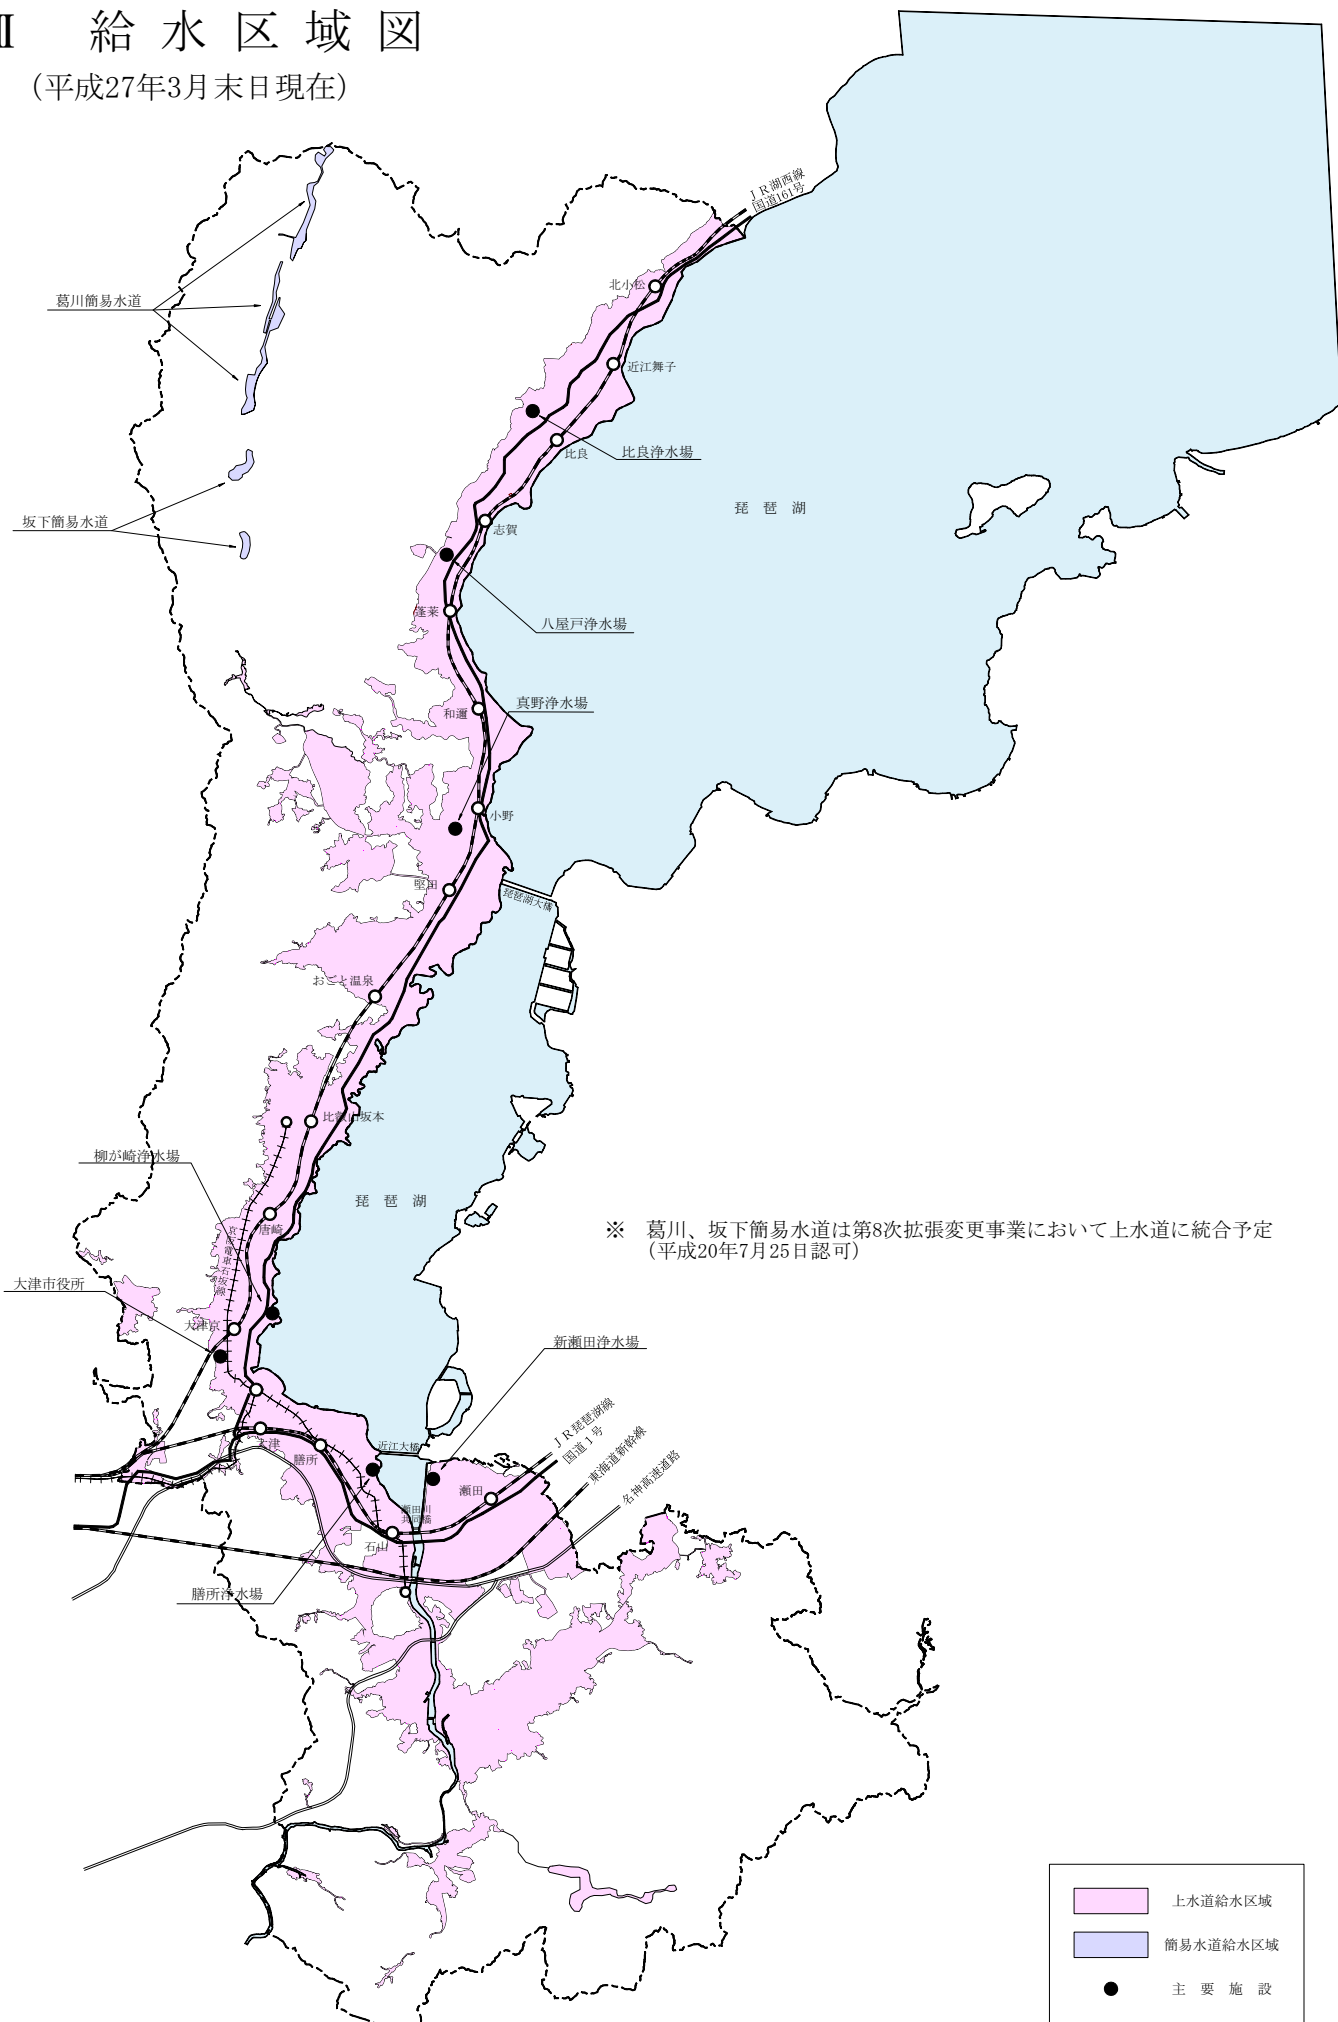 Ⅱ 給水区域図
(平成27年3月末日現在)
JR湖西線
国道161号
北小松
葛川簡易水道
近江舞子
比良
比良浄水場
琵琶湖
坂下簡易水道
志賀
蓬莱
八屋戸浄水場
真野浄水場
和邇
小野
堅田
琵琶湖大橋
おごと温泉
比叡山坂本
柳が崎浄水場
琵琶湖
唐崎
京阪電車石坂線
※ 葛川、坂下簡易水道は第8次拡張変更事業において上水道に統合予定
(平成20年7月25日認可)
大津市役所
大津京
新瀬田浄水場
JR琵琶湖線
国道1号
東海道新幹線
名神高速道路
大津
膳所
近江大橋
瀬田
瀬田川
共同橋
石山
膳所浄水場
上水道給水区域
簡易水道給水区域
主要施設